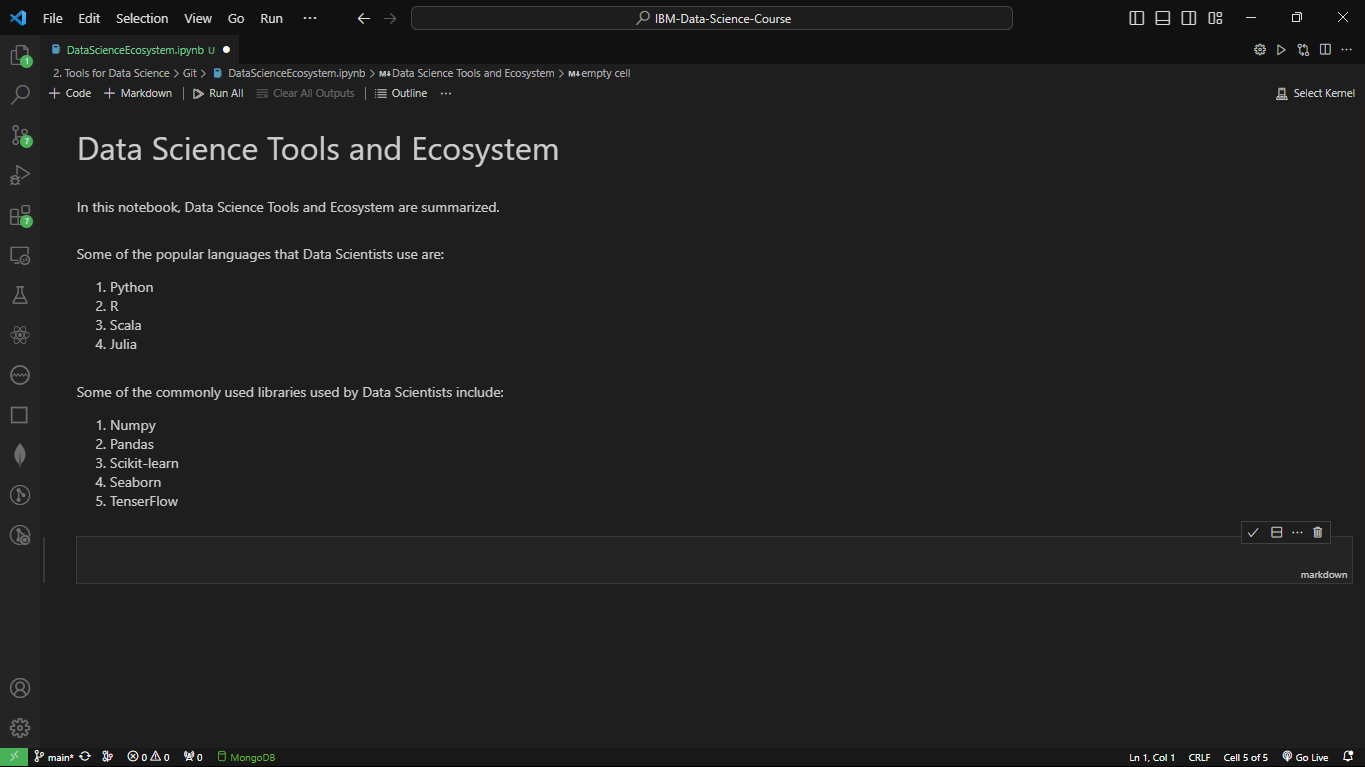 File Edit Selection View Go Run ··· IBM-Data-Science-Course
DataScienceEcosystem.ipynb U
2. Tools for Data Science > Git > DataScienceEcosystem.ipynb > M↓Data Science Tools and Ecosystem > M↓empty cell
+ Code + Markdown | Run All Clear All Outputs | Outline ··· Select Kernel
1
7
7
Data Science Tools and Ecosystem
In this notebook, Data Science Tools and Ecosystem are summarized.
Some of the popular languages that Data Scientists use are:
1. Python
2. R
3. Scala
4. Julia
Some of the commonly used libraries used by Data Scientists include:
1. Numpy
2. Pandas
3. Scikit-learn
4. Seaborn
5. TenserFlow
markdown
main* 0 0 0 MongoDB Ln 1, Col 1 CRLF Cell 5 of 5 Go Live